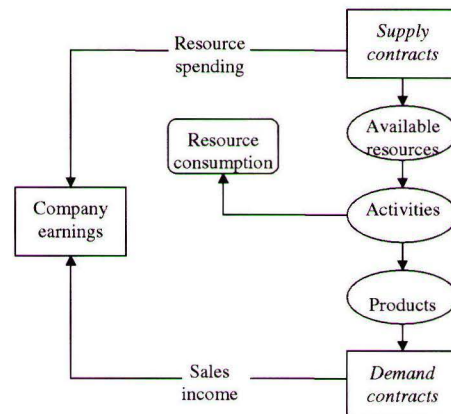 Resource
spending
Supply
contracts
Available
resources
Resource
consumption
Company
earnings
Activities
Products
Sales
income
Demand
contracts